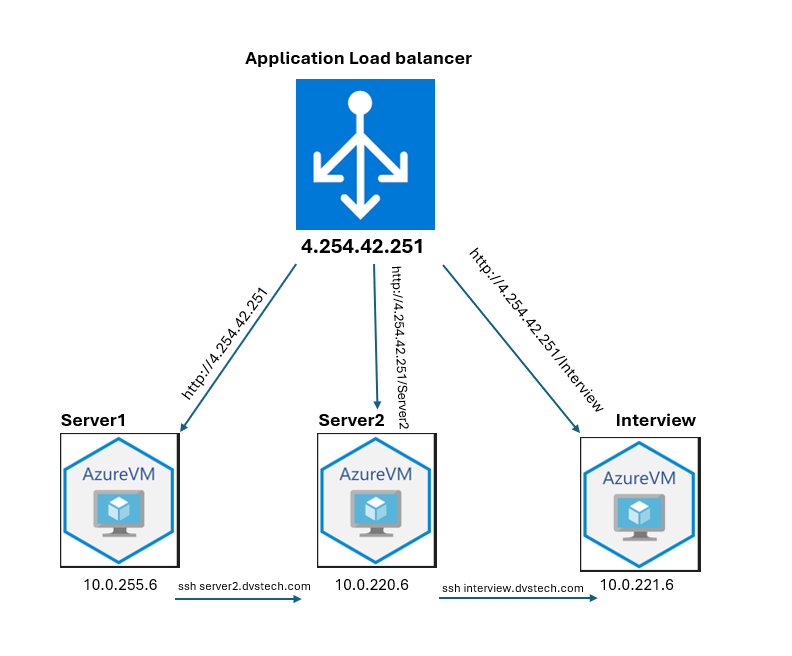 Application Load balancer
4.254.42.251
http://4.254.42.251
http://4.254.42.251/Server2
http://4.254.42.251/Interview
Server1
Server2
Interview
AzureVM
AzureVM
AzureVM
10.0.255.6
ssh server2.dvstech.com
10.0.220.6
ssh interview.dvstech.com
10.0.221.6